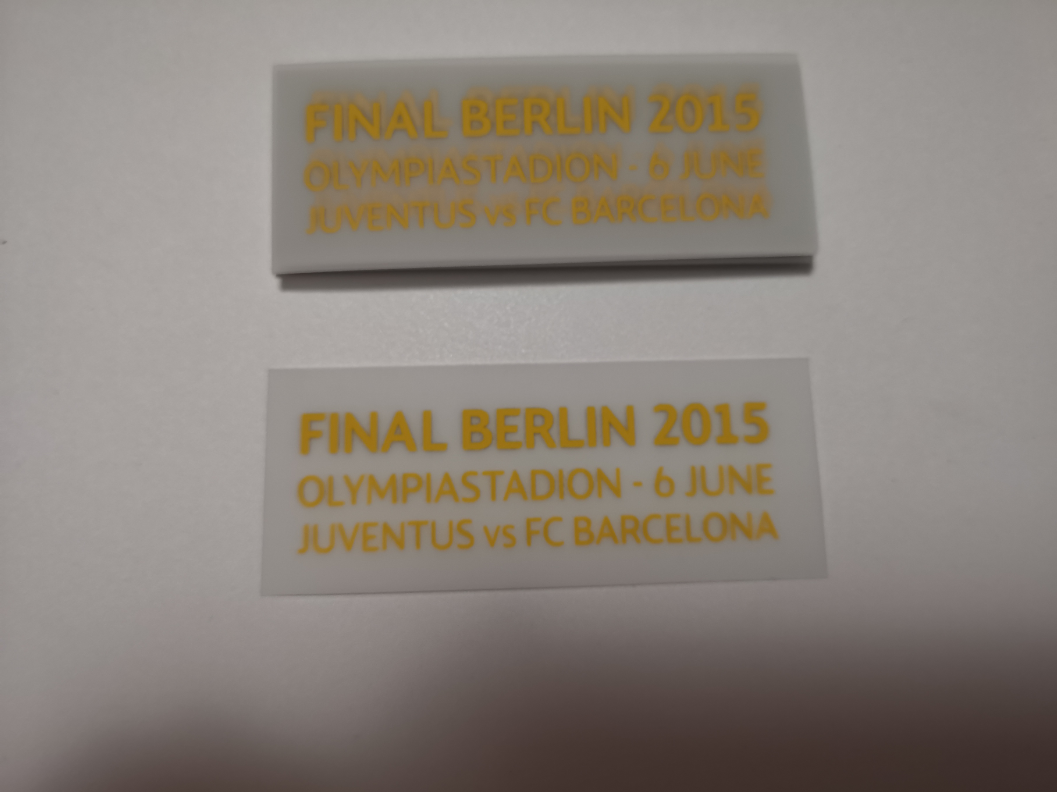 FINAL BERLIN 2015
OLYMPIASTADION - 6 JUNE
JUVENTUS vs FC BARCELONA
FINAL BERLIN 2015
OLYMPIASTADION - 6 JUNE
JUVENTUS vs FC BARCELONA